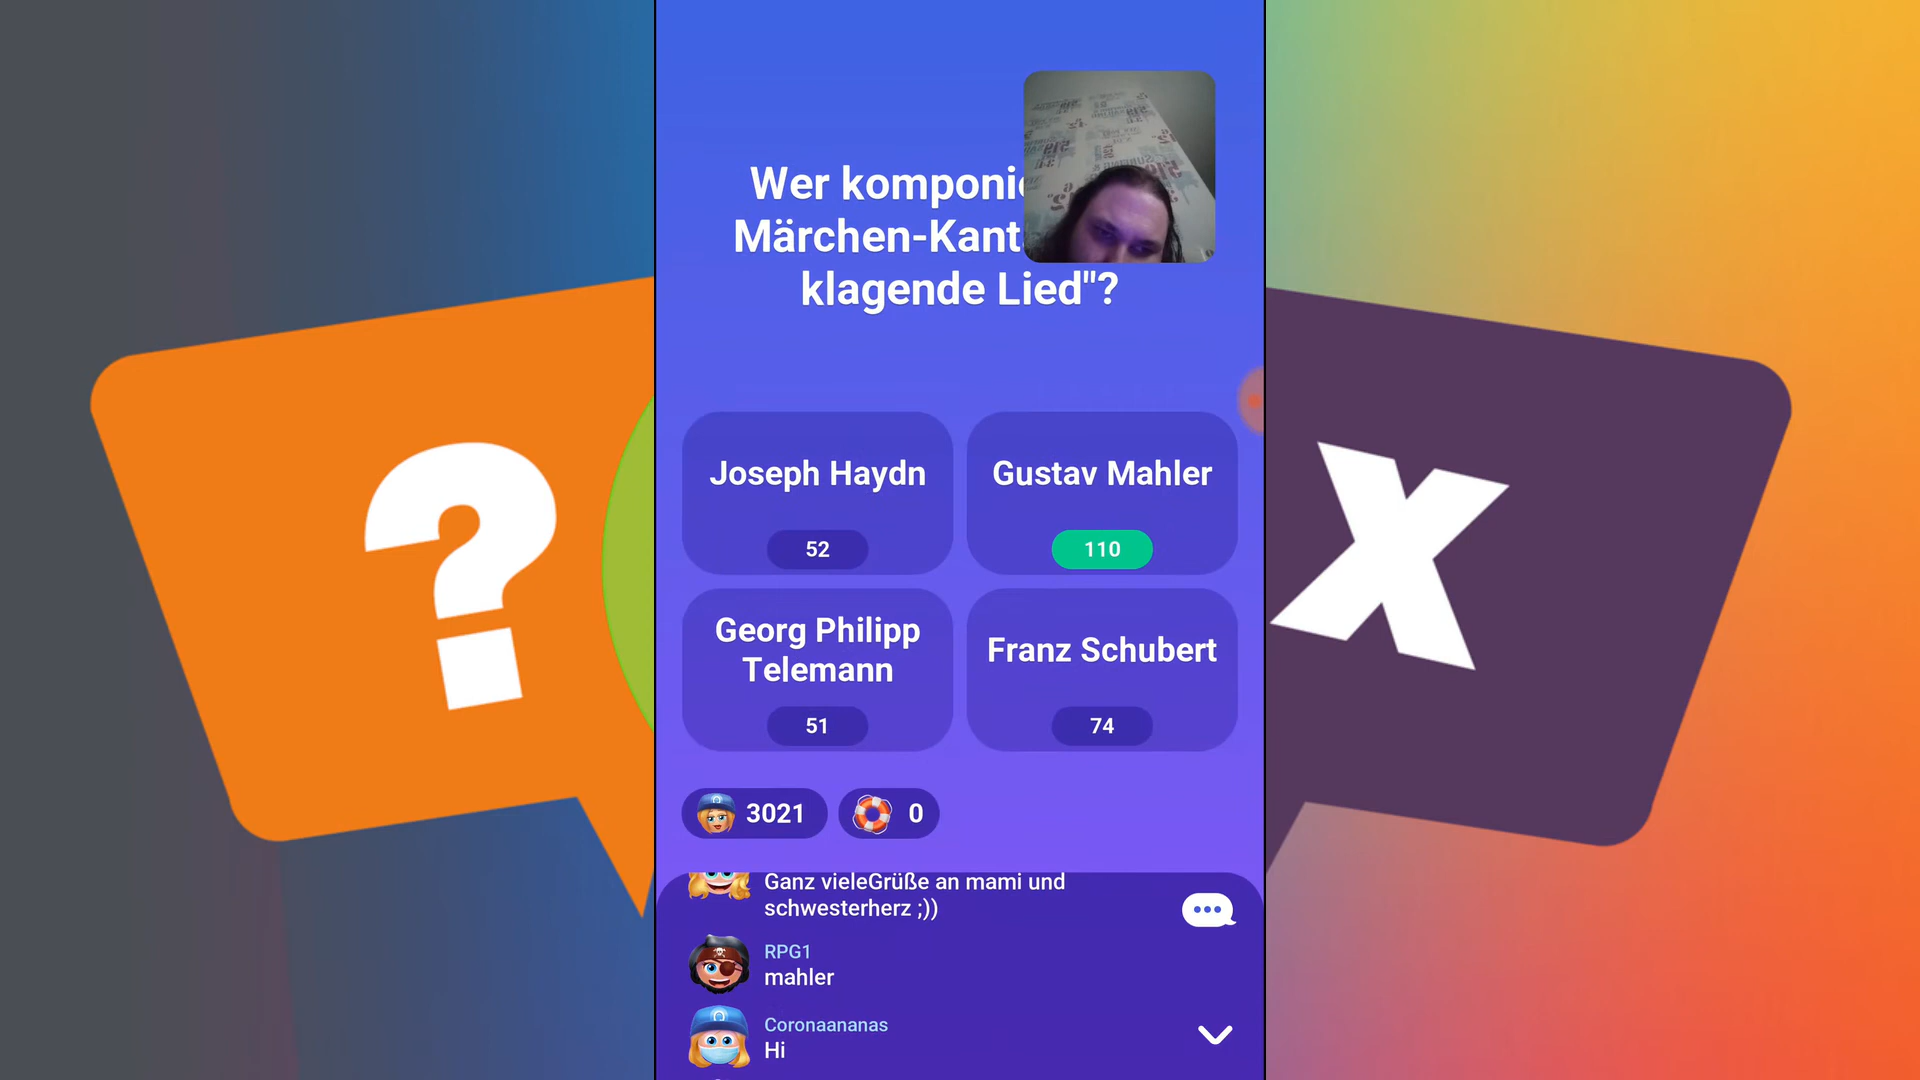 ?
X
Wer
Märchen-Kant
klagende Lied"?
Joseph Haydn
52
Gustav Mahler
110
Georg Philipp
Telemann
51
Franz Schubert
74
3021
0
Ganz vieleGrüße an mami und
schwesterherz ;))
RPG1
mahler
Coronaananas
Hi